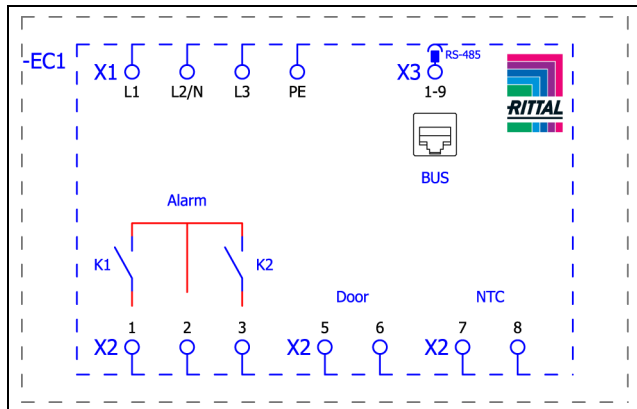 -EC1
X1
L1
L2/N
L3
PE
X3
RS-485
1-9
RITTAL
BUS
Alarm
K1
K2
Door
NTC
X2
1
2
3
X2
5
6
X2
7
8